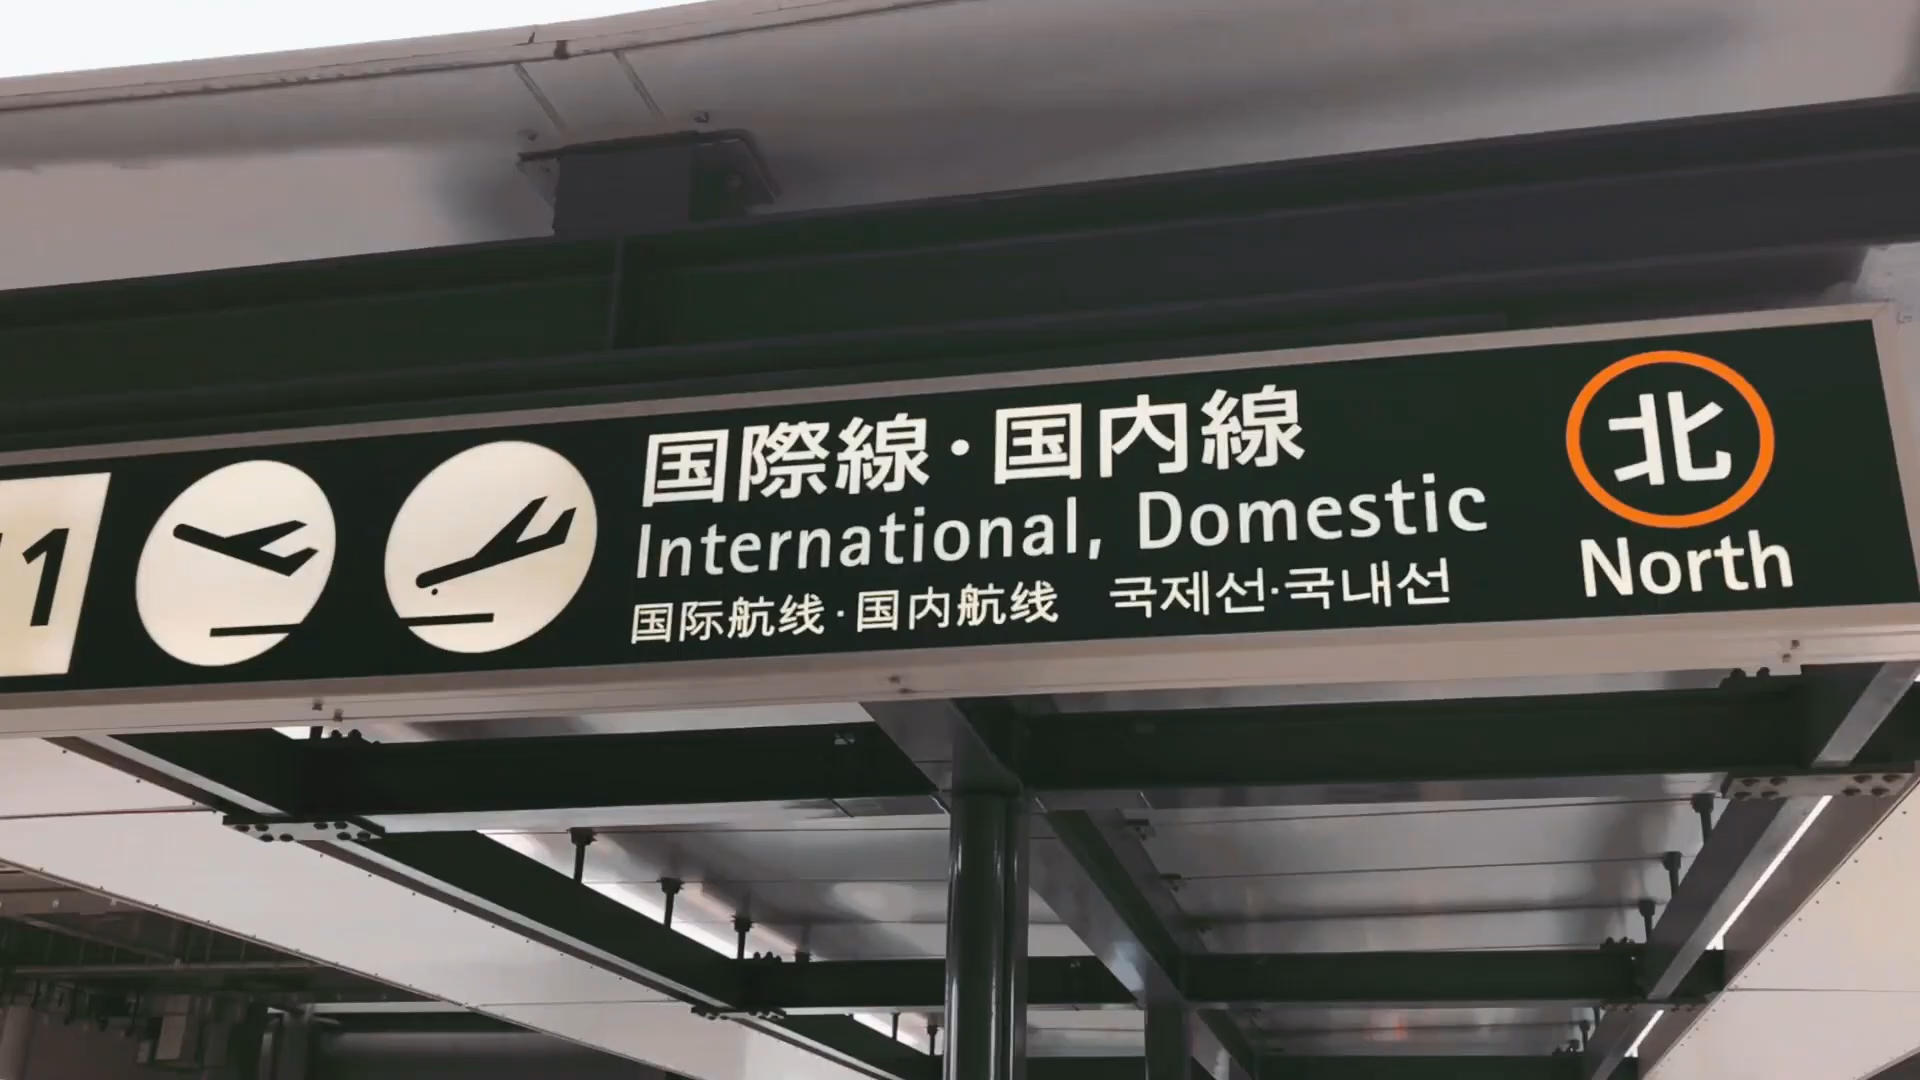 1
国際線・国内線
International, Domestic
国际航线・国内航线 국제선・국내선
北
North